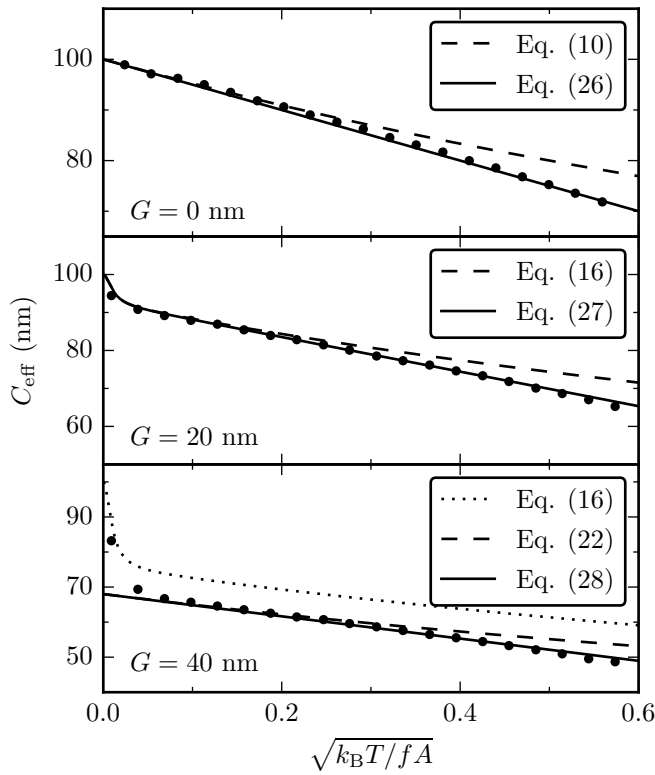 100
80
Eq. (10)
Eq. (26)
G = 0 nm
100
80
60
Eq. (16)
Eq. (27)
G = 20 nm
C_eff (nm)
90
70
50
Eq. (16)
Eq. (22)
Eq. (28)
G = 40 nm
0.0 0.2 0.4 0.6
√k_BT/fA